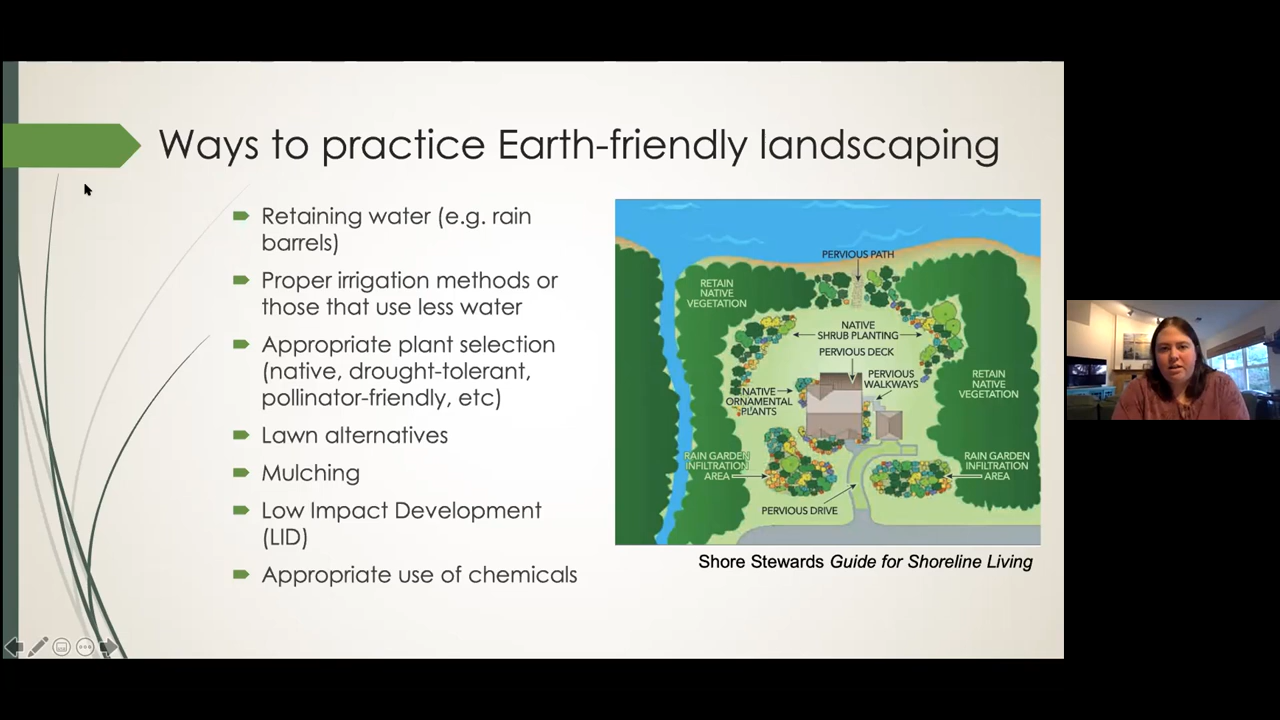 Ways to practice Earth-friendly landscaping
Retaining water (e.g. rain
barrels)
Proper irrigation methods or
those that use less water
Appropriate plant selection
(native, drought-tolerant,
pollinator-friendly, etc)
Lawn alternatives
Mulching
Low Impact Development
(LID)
Appropriate use of chemicals
PERVIOUS PATH
RETAIN
NATIVE
VEGETATION
NATIVE
SHRUB PLANTING
PERVIOUS DECK
PERVIOUS
WALKWAYS
NATIVE
ORNAMENTAL
PLANTS
RETAIN
NATIVE
VEGETATION
RAIN GARDEN
INFILTRATION
AREA
RAIN GARDEN
INFILTRATION
AREA
PERVIOUS DRIVE
Shore Stewards Guide for Shoreline Living